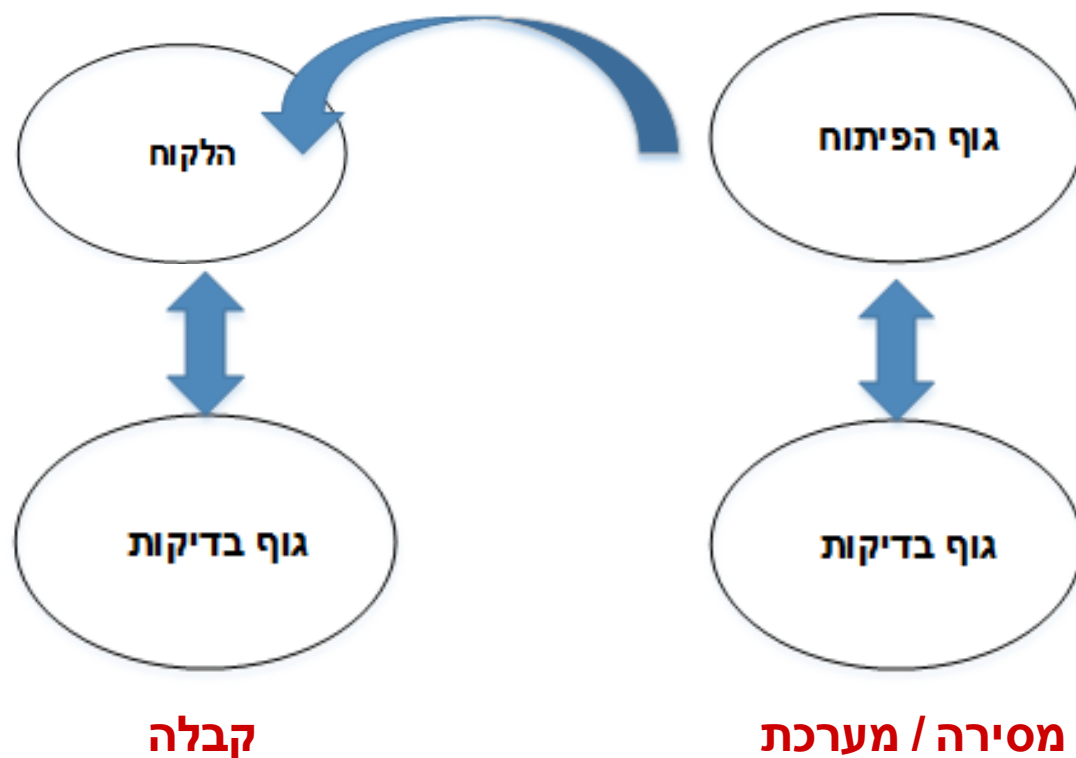 גוף הפיתוח
הלקוח
גוף בדיקות
גוף בדיקות
מסירה / מערכת
קבלה